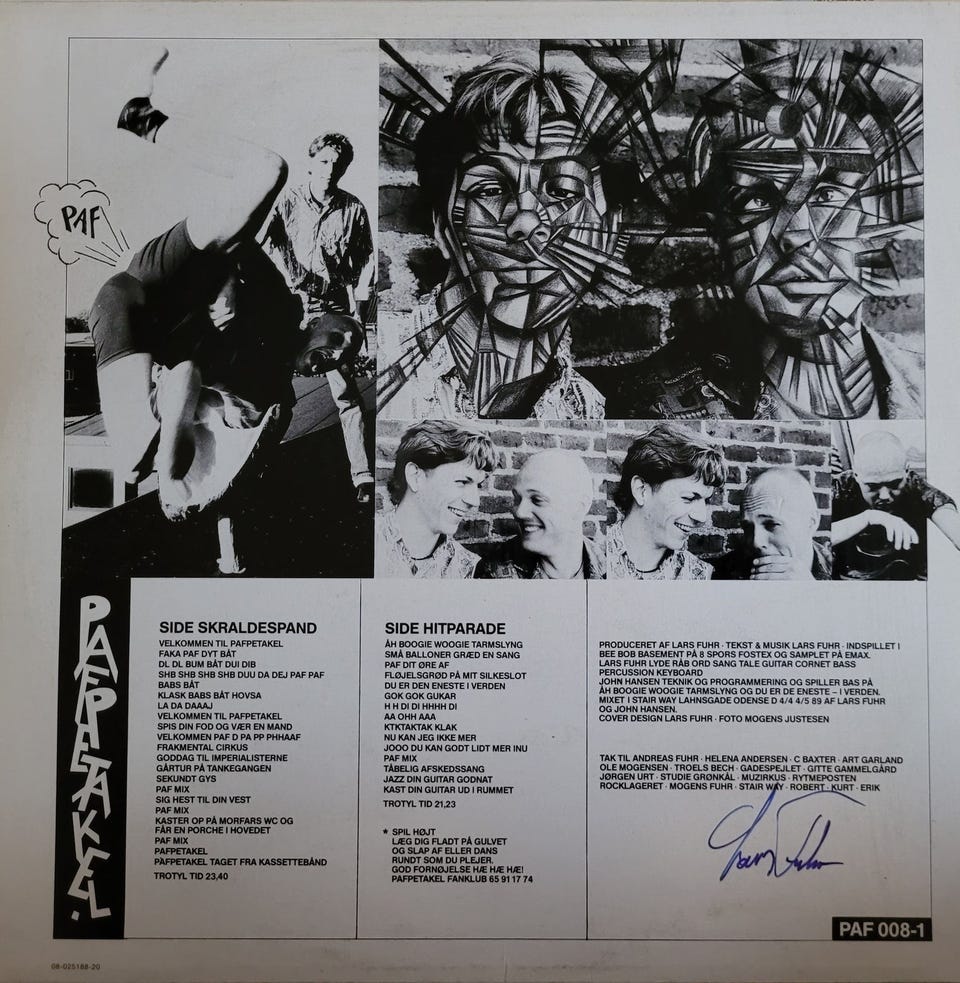 PAF
PAFPETAKEL.
SIDE SKRALDESPAND
VELKOMMEN TIL PAFPETAKEL
FAKA PAF DYT BÅT
DL DL BUM BÅT DUI DIB
SHB SHB SHB SHB DUU DA DEJ PAF PAF
BABS BÅT
KLASK BABS BÅT HOVSA
LA DA DAAAJ
VELKOMMEN TIL PAFPETAKEL
SPIS DIN FOD OG VÆR EN MAND
VELKOMMEN PAF D PA PP PHHAAF
FRAKMENTAL CIRKUS
GODDAG TIL IMPERIALISTERNE
GÅRTUR PÅ TANKEGANGEN
SEKUNDT GYS
PAF MIX
SIG HEST TIL DIN VEST
PAF MIX
KASTER OP PÅ MORFARS WC OG
FÅR EN PORCHE I HOVEDET
PAF MIX
PAFPETAKEL
PAFPETAKEL TAGET FRA KASSETTEBÅND
TROTYL TID 23,40
SIDE HITPARADE
ÅH BOOGIE WOOGIE TARMSLYNG
SMÅ BALLONER GRÆD EN SANG
PAF DIT ØRE AF
FLØJELSGRØD PÅ MIT SILKESLOT
DU ER DEN ENESTE I VERDEN
GOK GOK GUKAR
H H DI DI HHHH DI
AA OHH AAA
KTKTAKTAK KLAK
NU KAN JEG IKKE MER
JOOO DU KAN GODT LIDT MER INU
PAF MIX
TÅBELIG AFSKEDSSANG
JAZZ DIN GUITAR GODNAT
KAST DIN GUITAR UD I RUMMET
TROTYL TID 21,23
* SPIL HØJT
LÆG DIG FLADT PÅ GULVET
OG SLAP AF ELLER DANS
RUNDT SOM DU PLEJER.
GOD FORNØJELSE HÆ HÆ HÆ!
PAFPETAKEL FANKLUB 65 91 17 74
PRODUCERET AF LARS FUHR · TEKST & MUSIK LARS FUHR · INDSPILLET I
BEE BOB BASEMENT PÅ 8 SPORS FOSTEX OG SAMPLET PÅ EMAX.
LARS FUHR LYDE RÅB ORD SANG TALE GUITAR CORNET BASS
PERCUSSION KEYBOARD
JOHN HANSEN TEKNIK OG PROGRAMMERING OG SPILLER BAS PÅ
ÅH BOOGIE WOOGIE TARMSLYNG OG DU ER DE ENESTE – I VERDEN.
MIXET I STAIR WAY LAHNSGADE ODENSE D 4/4 4/5 89 AF LARS FUHR
OG JOHN HANSEN.
COVER DESIGN LARS FUHR · FOTO MOGENS JUSTESEN
TAK TIL ANDREAS FUHR · HELENA ANDERSEN · C BAXTER · ART GARLAND
OLE MOGENSEN · TROELS BECH · GADESPEJLET · GITTE GAMMELGÅRD
JØRGEN URT · STUDIE GRØNKÅL · MUZIRKUS · RYTMEPOSTEN
ROCKLAGERET · MOGENS FUHR · STAIR WAY · ROBERT · KURT · ERIK
Lars Fuhr
PAF 008-1
08-025188-20